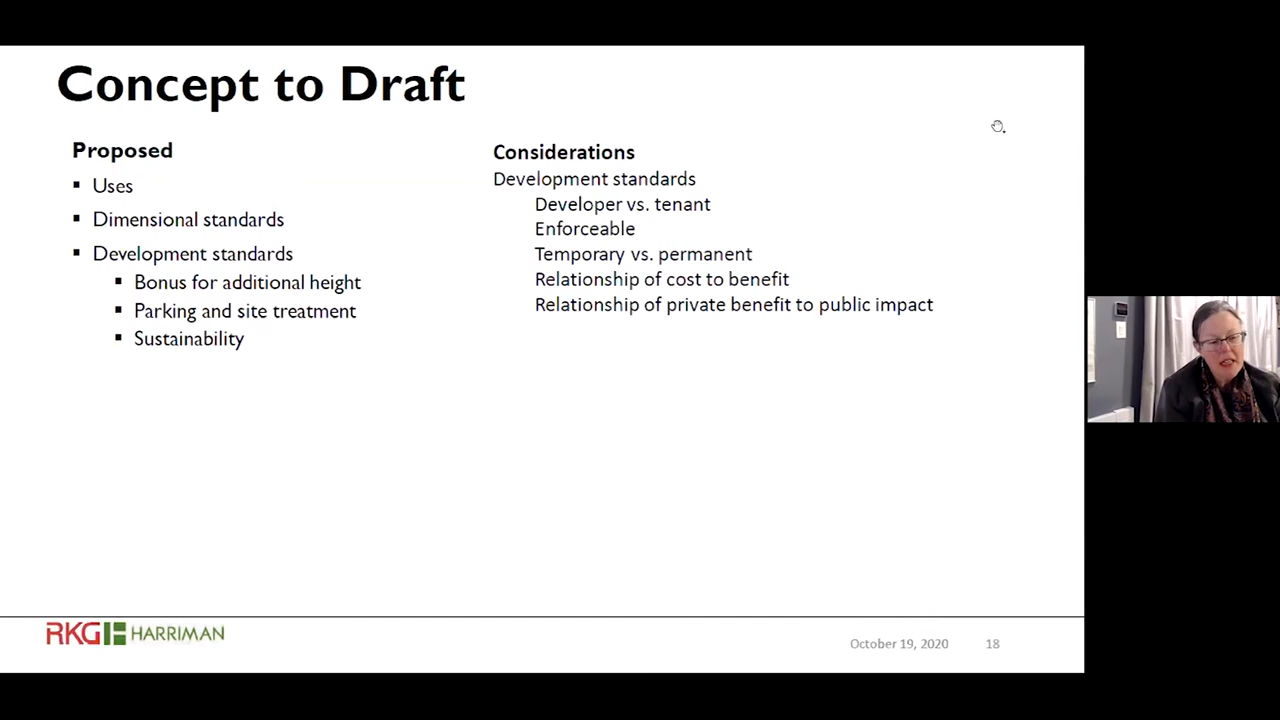 Concept to Draft
Proposed
▪ Uses
▪ Dimensional standards
▪ Development standards
▪ Bonus for additional height
▪ Parking and site treatment
▪ Sustainability
Considerations
Development standards
Developer vs. tenant
Enforceable
Temporary vs. permanent
Relationship of cost to benefit
Relationship of private benefit to public impact
RKG HARRIMAN
October 19, 2020 18